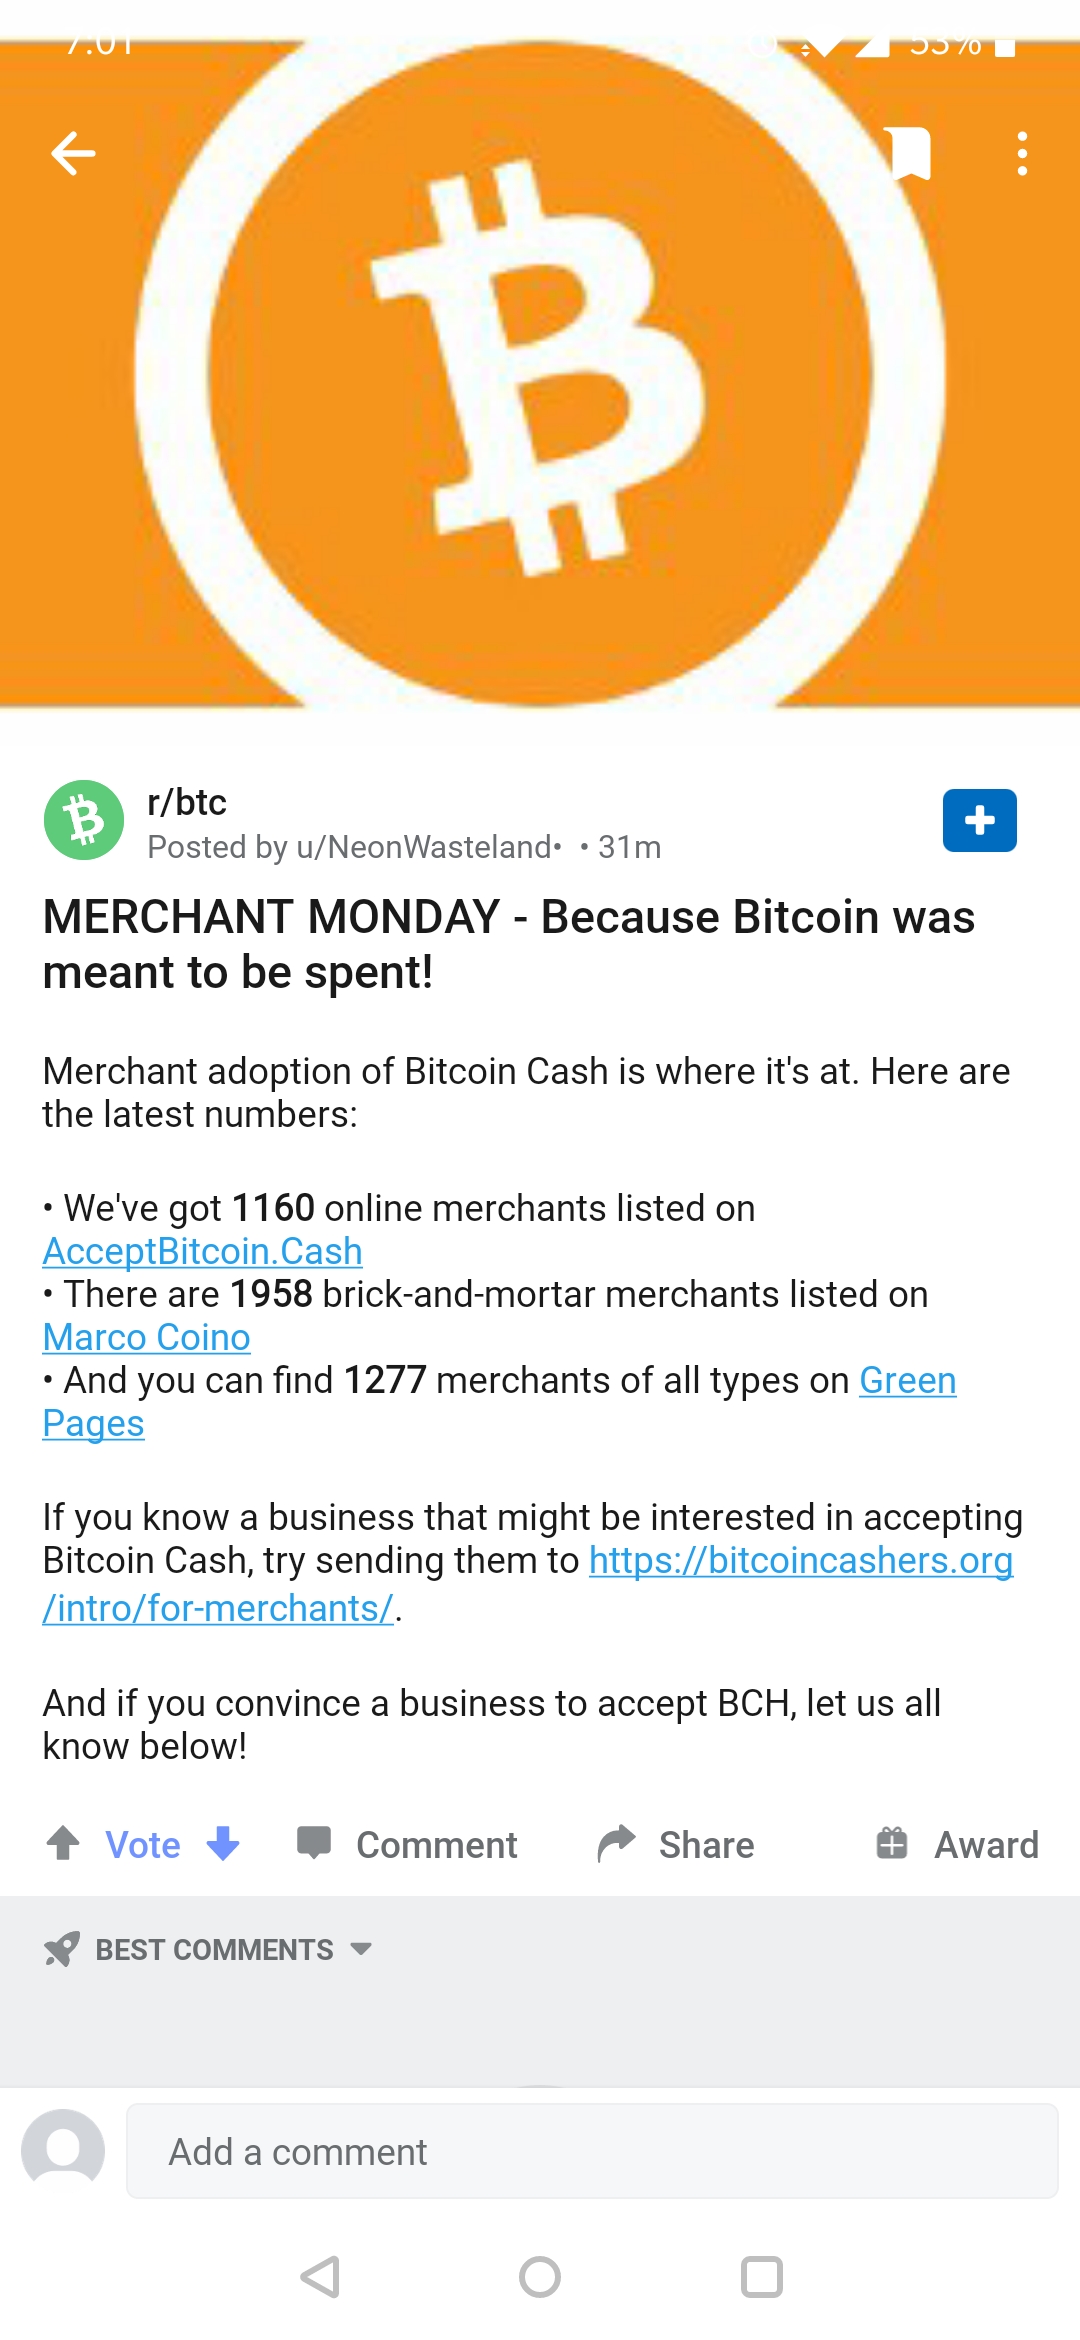 7:01 53%
r/btc
Posted by u/NeonWasteland• • 31m
MERCHANT MONDAY - Because Bitcoin was
meant to be spent!
Merchant adoption of Bitcoin Cash is where it's at. Here are
the latest numbers:
• We've got 1160 online merchants listed on
AcceptBitcoin.Cash
• There are 1958 brick-and-mortar merchants listed on
Marco Coino
• And you can find 1277 merchants of all types on Green
Pages
If you know a business that might be interested in accepting
Bitcoin Cash, try sending them to https://bitcoincashers.org
/intro/for-merchants/.
And if you convince a business to accept BCH, let us all
know below!
Vote Comment Share Award
BEST COMMENTS
Add a comment